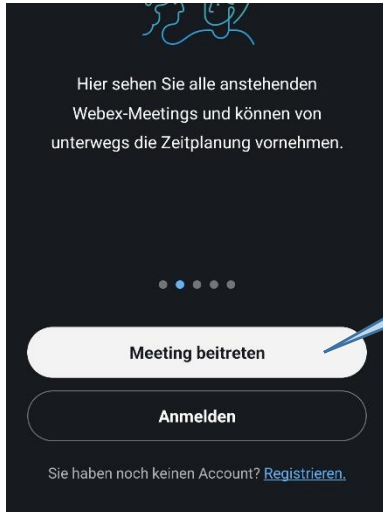 Hier sehen Sie alle anstehenden
Webex-Meetings und können von
unterwegs die Zeitplanung vornehmen.
Meeting beitreten
Anmelden
Sie haben noch keinen Account? Registrieren.